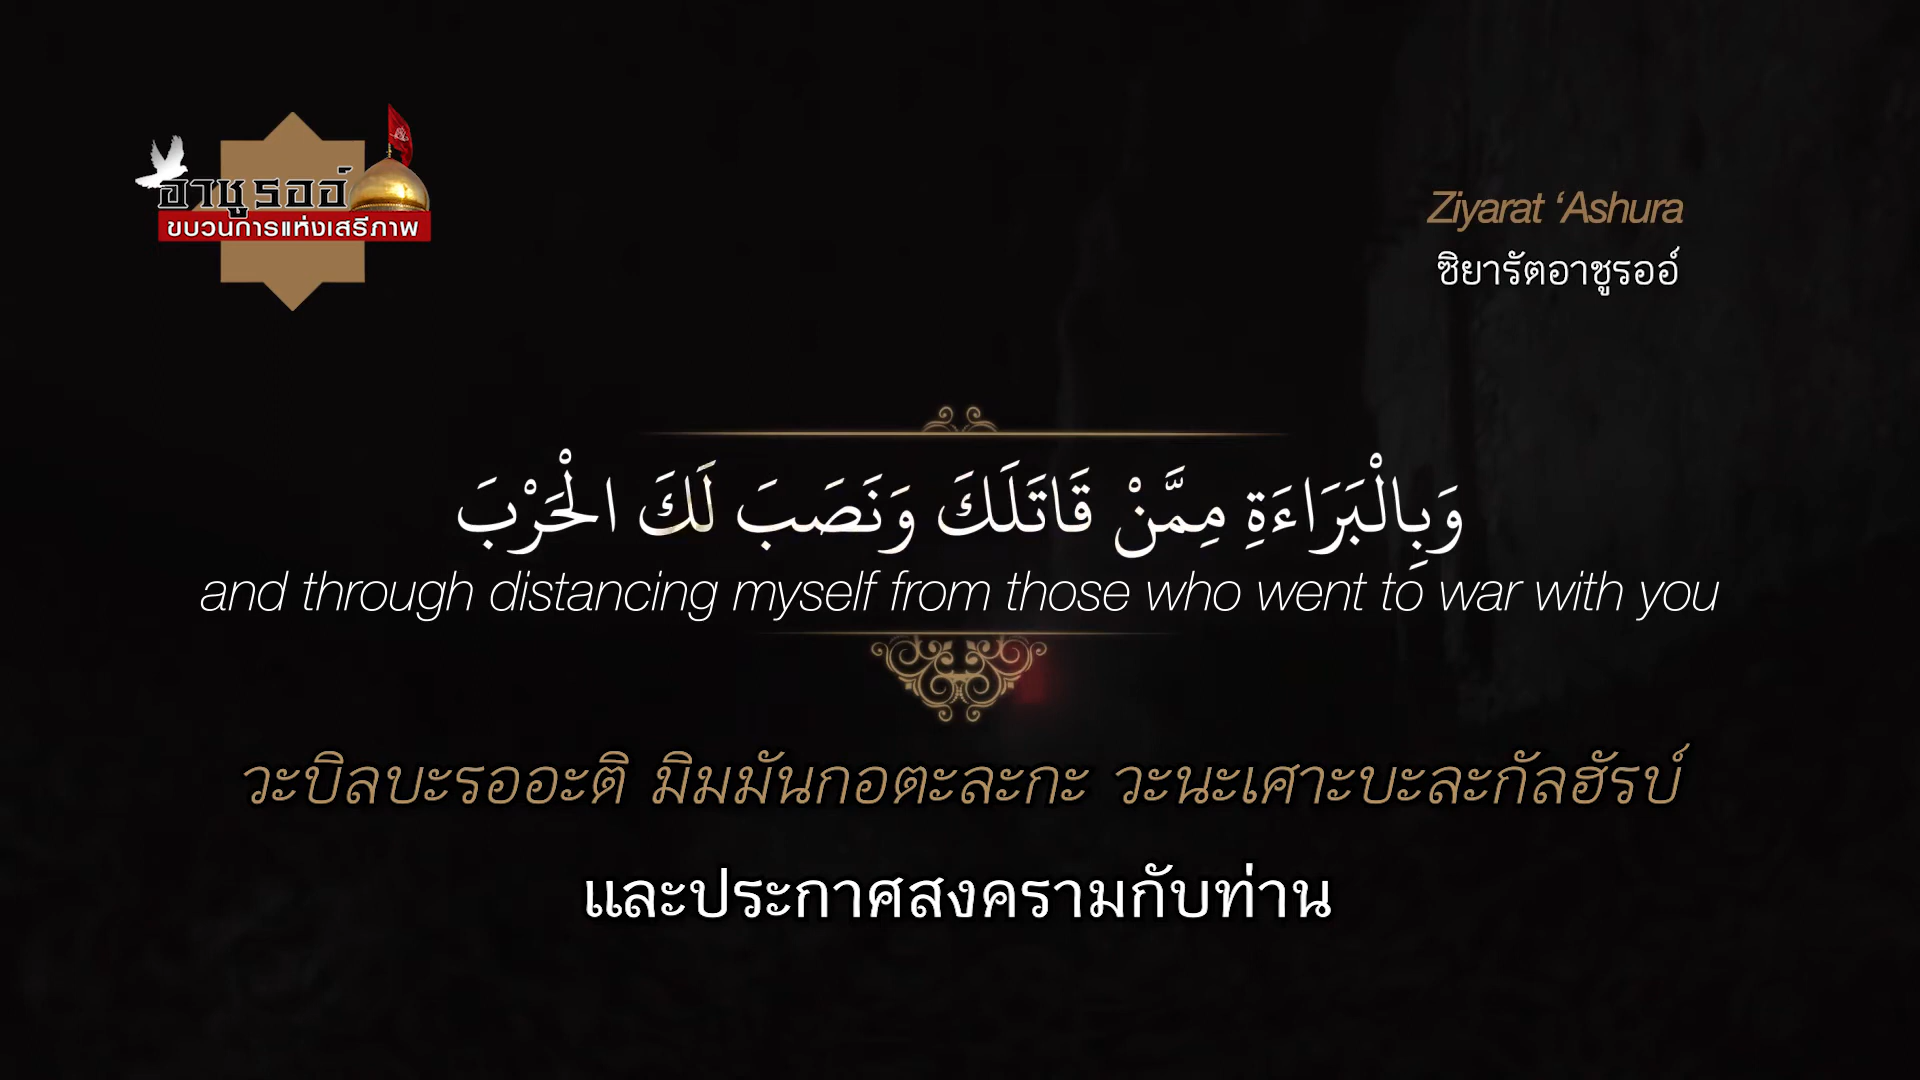 อาชูรออ์
ขบวนการแห่งเสรีภาพ
Ziyarat ‘Ashura
ซิยารัตอาชูรออ์
وَبِالْبَرَاءَةِ مِمَّنْ قَاتَلَكَ وَنَصَبَ لَكَ الْحَرْبَ
and through distancing myself from those who went to war with you
วะบิลบะรออะติ มิมมันกอตะละกะ วะนะเศาะบะละกัลฮัรบ์
และประกาศสงครามกับท่าน